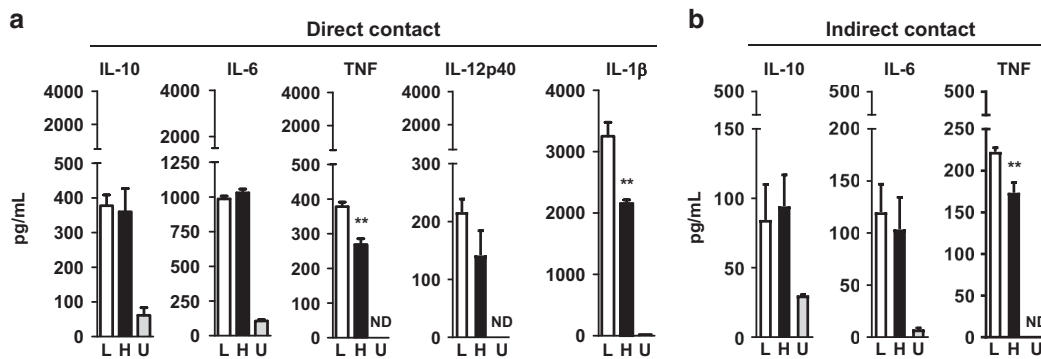 a
Direct contact
IL-10 IL-6 TNF IL-12p40 IL-1β
pg/mL
4000
2000
500
400
300
200
100
0
L H U
4000
2000
1250
1000
750
500
250
0
L H U
4000
2000
500
400
300
200
100
0
**
ND
L H U
4000
2000
300
200
100
0
ND
L H U
4000
3000
2000
1000
0
**
L H U
b
Indirect contact
IL-10 IL-6 TNF
pg/mL
500
150
100
50
0
L H U
500
200
150
100
50
0
L H U
500
250
200
150
100
50
0
**
ND
L H U